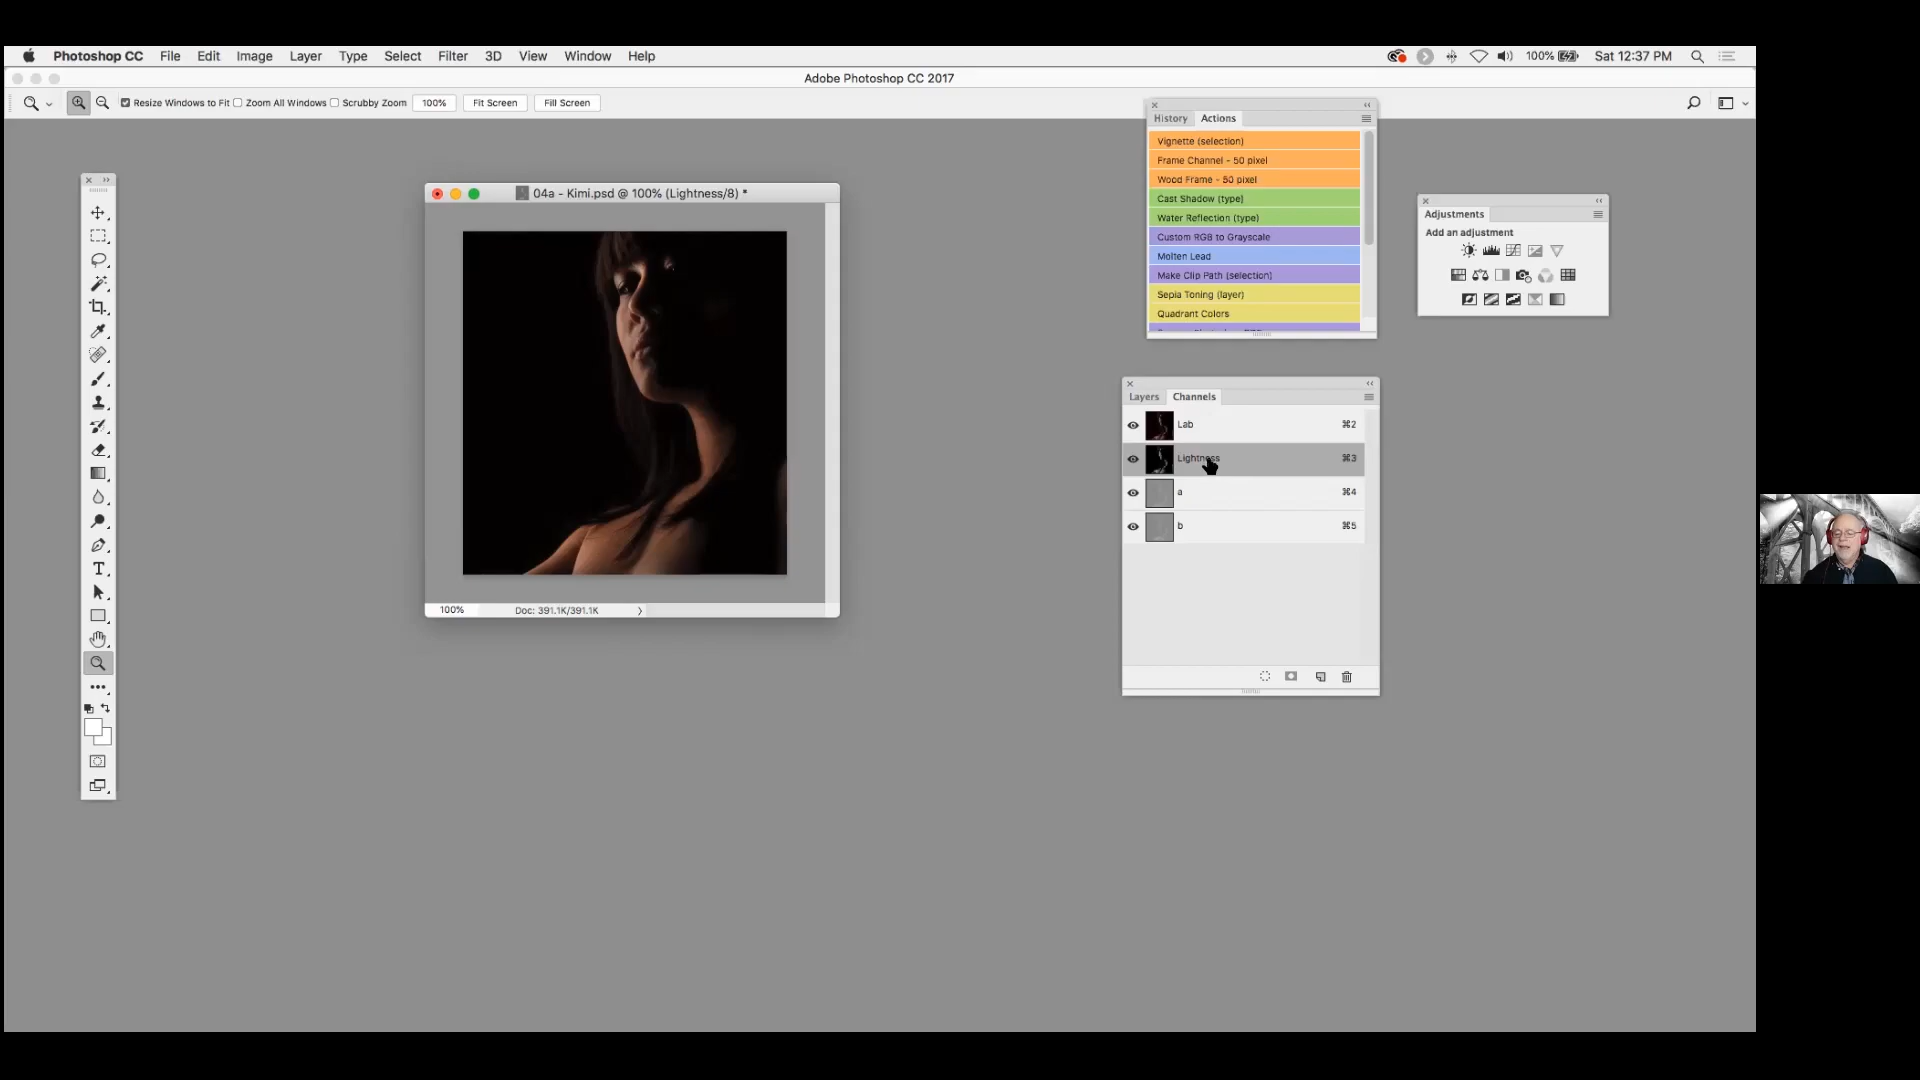 Photoshop CC File Edit Image Layer Type Select Filter 3D View Window Help 100% Sat 12:37 PM
Adobe Photoshop CC 2017
Resize Windows to Fit Zoom All Windows Scrubby Zoom 100% Fit Screen Fill Screen
History Actions
Vignette (selection)
Frame Channel - 50 pixel
Wood Frame - 50 pixel
Cast Shadow (type)
Water Reflection (type)
Custom RGB to Grayscale
Molten Lead
Make Clip Path (selection)
Sepia Toning (layer)
Quadrant Colors
Adjustments
Add an adjustment
04a - Kimi.psd @ 100% (Lightness/8) *
100% Doc: 391.1K/391.1K
Layers Channels
Lab ⌘2
Lightness ⌘3
a ⌘4
b ⌘5